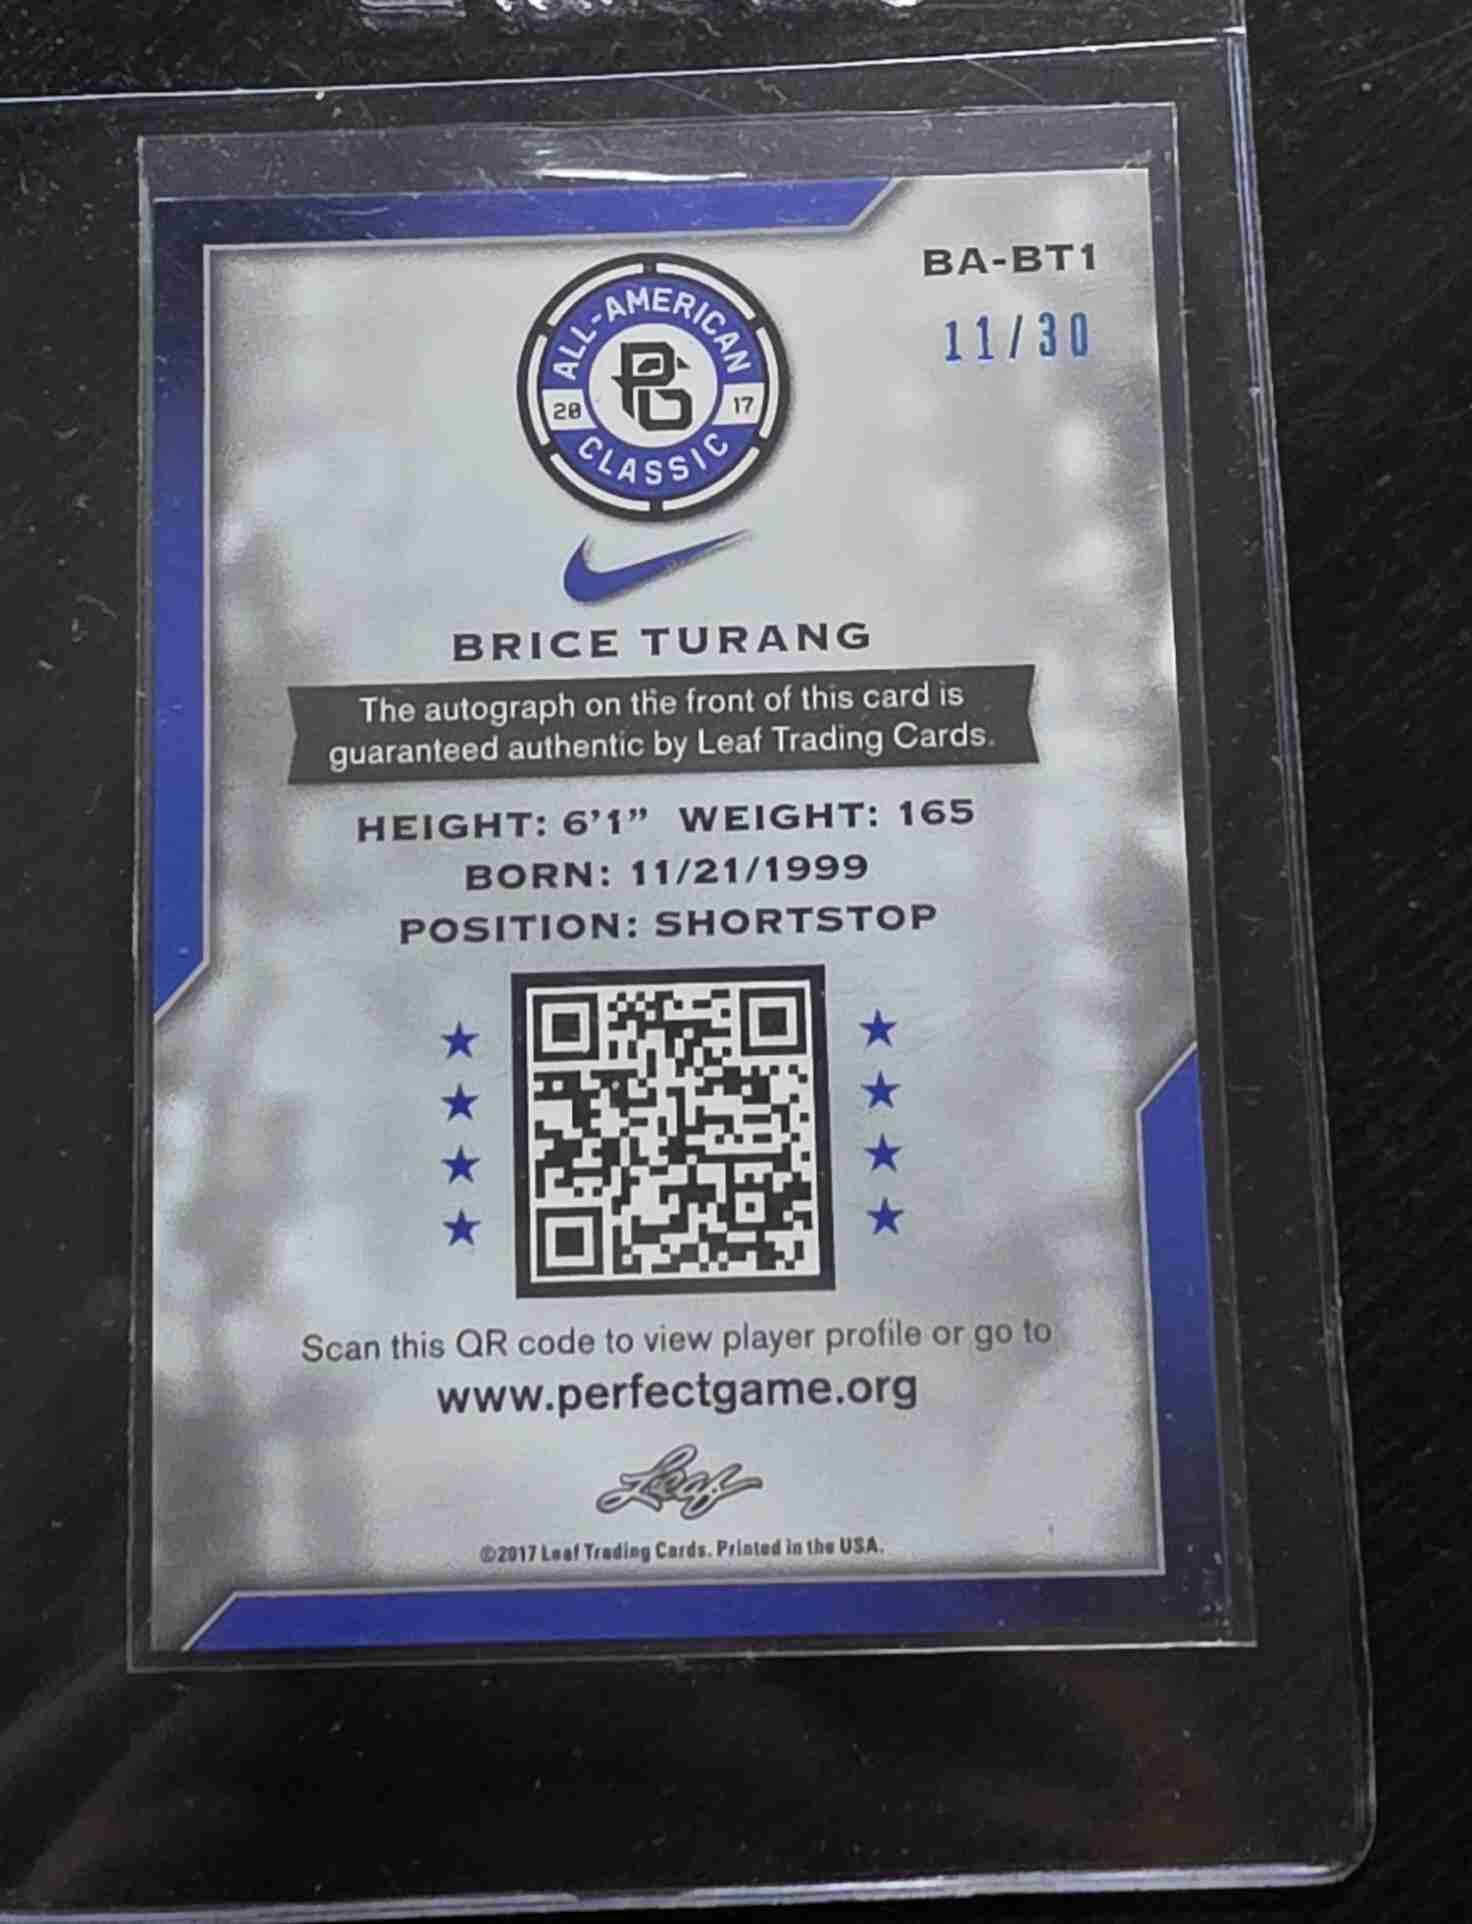 BA-BT1
11/30
ALL-AMERICAN
PG
20 17
CLASSIC
BRICE TURANG
The autograph on the front of this card is
guaranteed authentic by Leaf Trading Cards.
HEIGHT: 6'1" WEIGHT: 165
BORN: 11/21/1999
POSITION: SHORTSTOP
Scan this QR code to view player profile or go to
www.perfectgame.org
Leaf
©2017 Leaf Trading Cards. Printed in the USA.